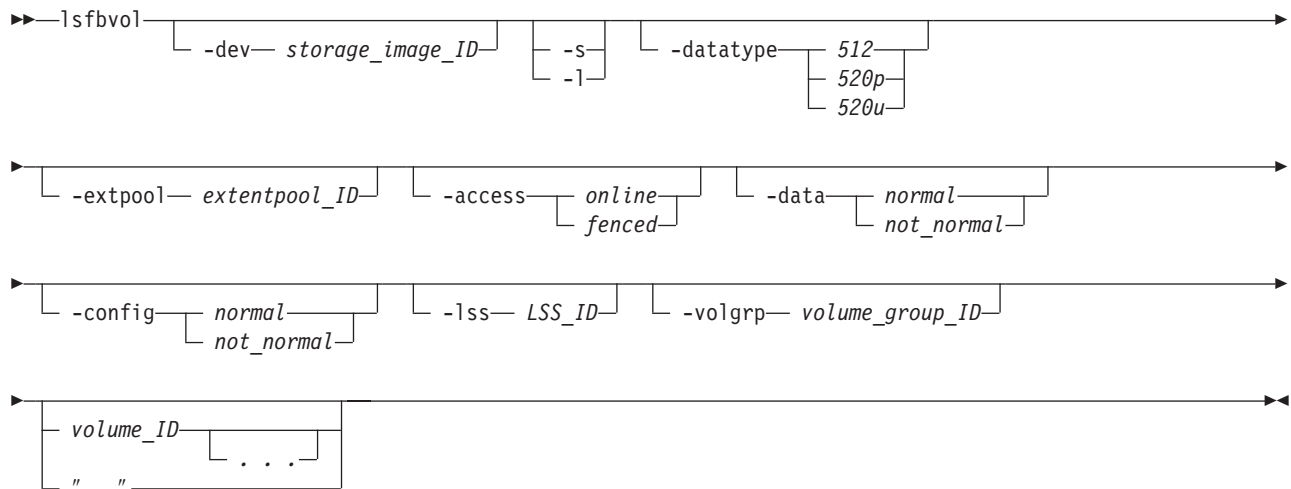 lsfbvol
-dev storage_image_ID
-s
-l
-datatype 512
520p
520u
-extpool extentpool_ID
-access online
fenced
-data normal
not_normal
-config normal
not_normal
-lss LSS_ID
-volgrp volume_group_ID
volume_ID
. . .
" "